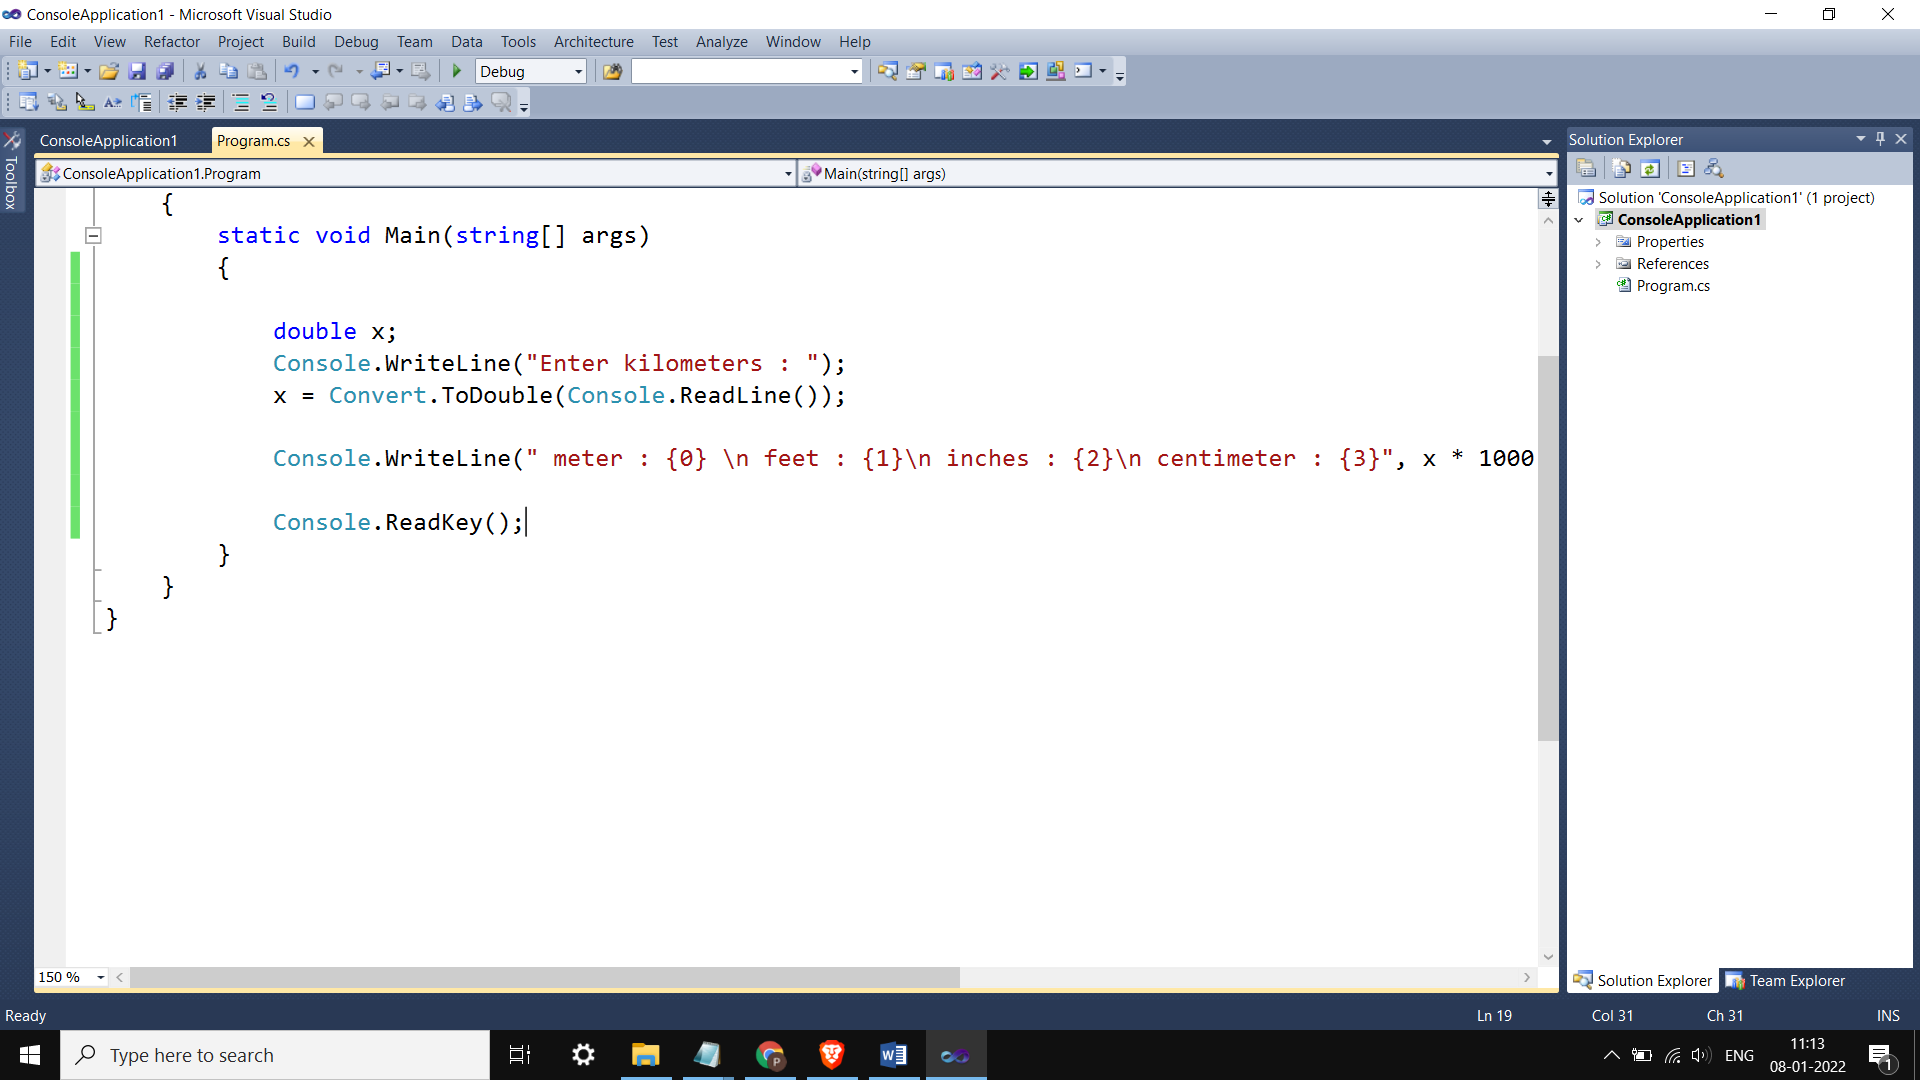 ConsoleApplication1 - Microsoft Visual Studio
File Edit View Refactor Project Build Debug Team Data Tools Architecture Test Analyze Window Help
Debug
Toolbox
ConsoleApplication1 Program.cs
ConsoleApplication1.Program Main(string[] args)
{
static void Main(string[] args)
{
double x;
Console.WriteLine("Enter kilometers : ");
x = Convert.ToDouble(Console.ReadLine());
Console.WriteLine(" meter : {0} \n feet : {1}\n inches : {2}\n centimeter : {3}", x * 1000
Console.ReadKey();
}
}
}
150 %
Solution Explorer
Solution 'ConsoleApplication1' (1 project)
ConsoleApplication1
Properties
References
Program.cs
Solution Explorer Team Explorer
Ready Ln 19 Col 31 Ch 31 INS
Type here to search
ENG
11:13
08-01-2022
1